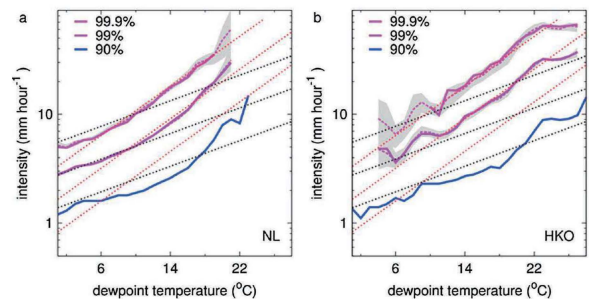 a
99.9%
99%
90%
10
1
intensity (mm hour⁻¹)
6
14
22
dewpoint temperature (°C)
NL
b
99.9%
99%
90%
10
1
intensity (mm hour⁻¹)
6
14
22
dewpoint temperature (°C)
HKO